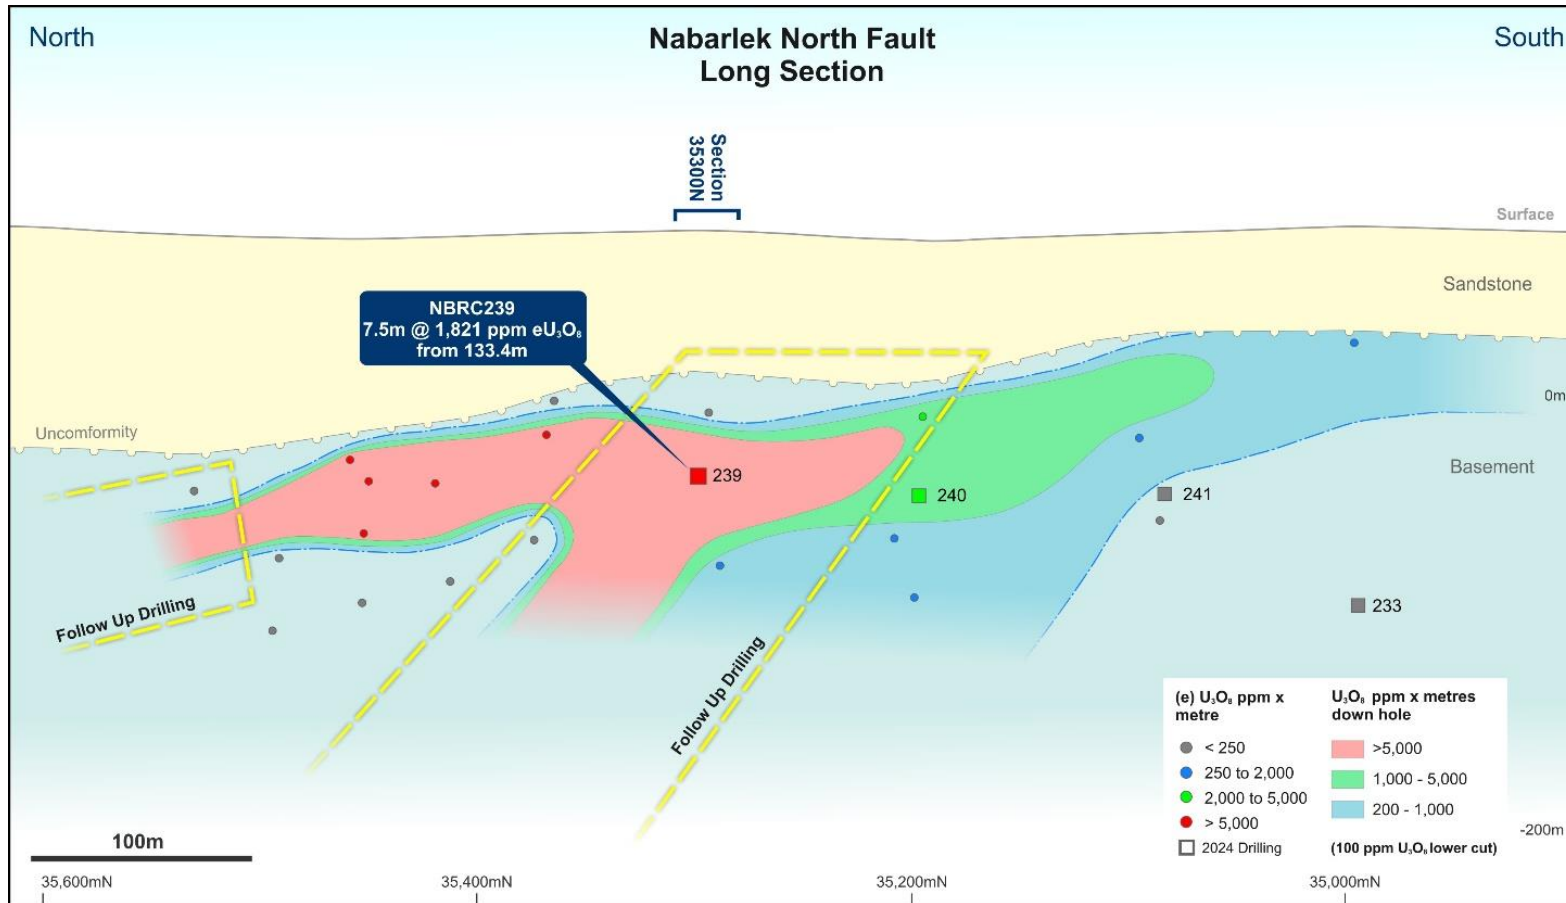 North
Nabarlek North Fault
Long Section
South
Section
35300N
Surface
Sandstone
NBRC239
7.5m @ 1,821 ppm eU₃O₈
from 133.4m
0m
Uncomformity
Basement
239
240
241
233
Follow Up Drilling
Follow Up Drilling
(e) U₃O₈ ppm x
metre
< 250
250 to 2,000
2,000 to 5,000
> 5,000
2024 Drilling
U₃O₈ ppm x metres
down hole
>5,000
1,000 - 5,000
200 - 1,000
(100 ppm U₃O₈ lower cut)
-200m
100m
35,600mN
35,400mN
35,200mN
35,000mN